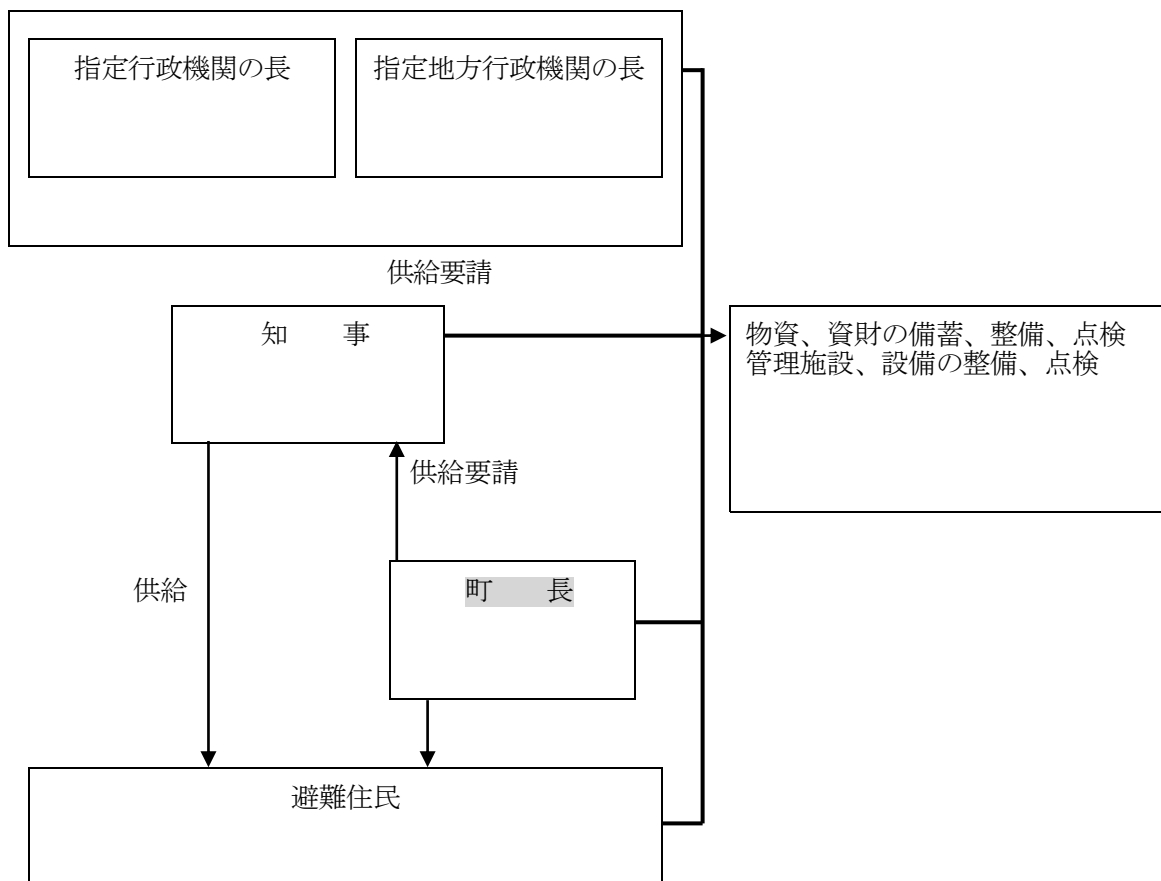 指定行政機関の長
指定地方行政機関の長
供給要請
知　　事
物資、資財の備蓄、整備、点検
管理施設、設備の整備、点検
供給要請
供給
町　　長
避難住民